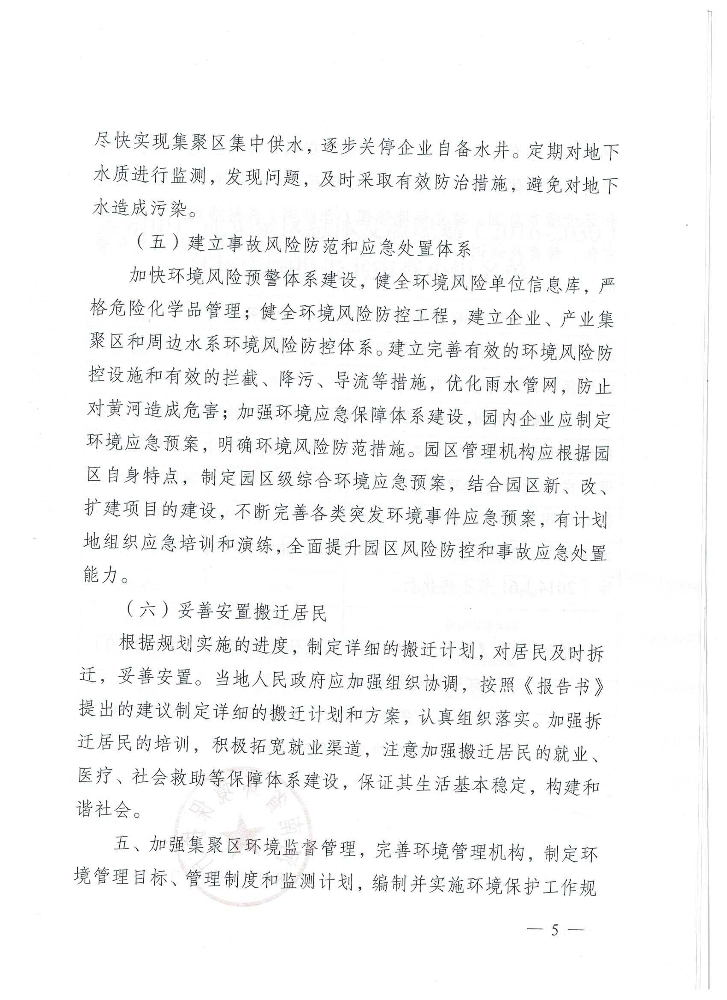 尽快实现集聚区集中供水，逐步关停企业自备水井。定期对地下
水质进行监测，发现问题，及时采取有效防治措施，避免对地下
水造成污染。
（五）建立事故风险防范和应急处置体系
加快环境风险预警体系建设，健全环境风险单位信息库，严
格危险化学品管理；健全环境风险防控工程，建立企业、产业集
聚区和周边水系环境风险防控体系。建立完善有效的环境风险防
控设施和有效的拦截、降污、导流等措施，优化雨水管网，防止
对黄河造成危害；加强环境应急保障体系建设，园内企业应制定
环境应急预案，明确环境风险防范措施。园区管理机构应根据园
区自身特点，制定园区级综合环境应急预案，结合园区新、改、
扩建项目的建设，不断完善各类突发环境事件应急预案，有计划
地组织应急培训和演练，全面提升园区风险防控和事故应急处置
能力。
（六）妥善安置搬迁居民
根据规划实施的进度，制定详细的搬迁计划，对居民及时拆
迁，妥善安置。当地人民政府应加强组织协调，按照《报告书》
提出的建议制定详细的搬迁计划和方案，认真组织落实。加强拆
迁居民的培训，积极拓宽就业渠道，注意加强搬迁居民的就业、
医疗、社会救助等保障体系建设，保证其生活基本稳定，构建和
谐社会。
五、加强集聚区环境监督管理，完善环境管理机构，制定环
境管理目标、管理制度和监测计划，编制并实施环境保护工作规
— 5 —